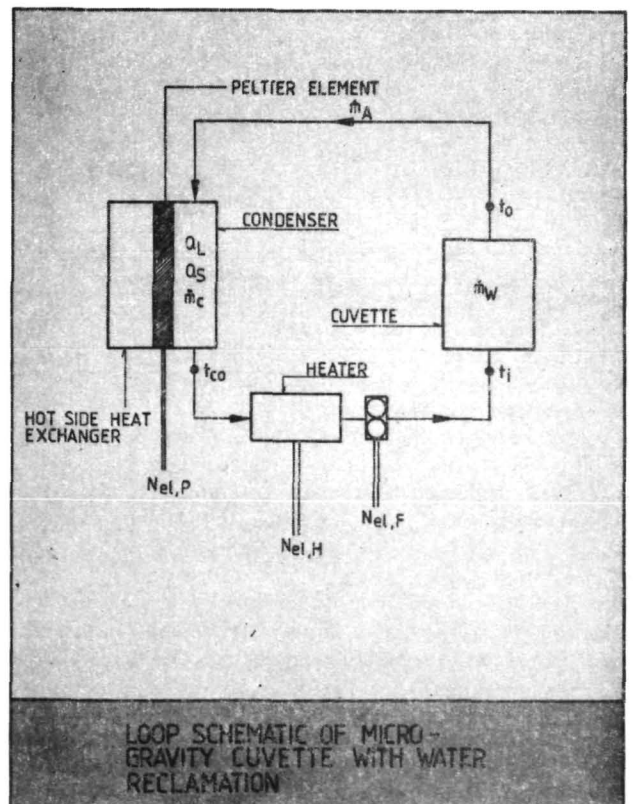 PELTIER ELEMENT
ṁA
to
CONDENSER
QL
QS
ṁc
ṁW
CUVETTE
tco
HEATER
ti
HOT SIDE HEAT
EXCHANGER
Nel,P
Nel,F
Nel,H
LOOP SCHEMATIC OF MICRO-
GRAVITY CUVETTE WITH WATER
RECLAMATION